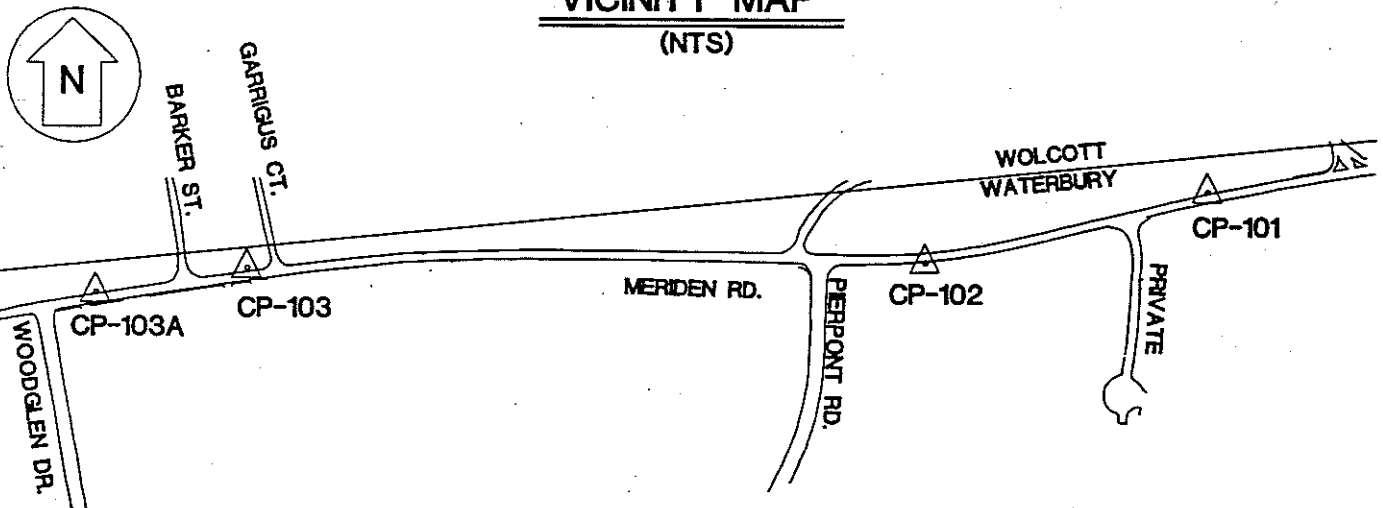 VICINITY MAP
(NTS)
N
BARKER ST.
GARRIGUS CT.
WOLCOTT
WATERBURY
CP-101
CP-102
MERIDEN RD.
PIERPONT RD.
PRIVATE
CP-103
CP-103A
WOODGLEN DR.